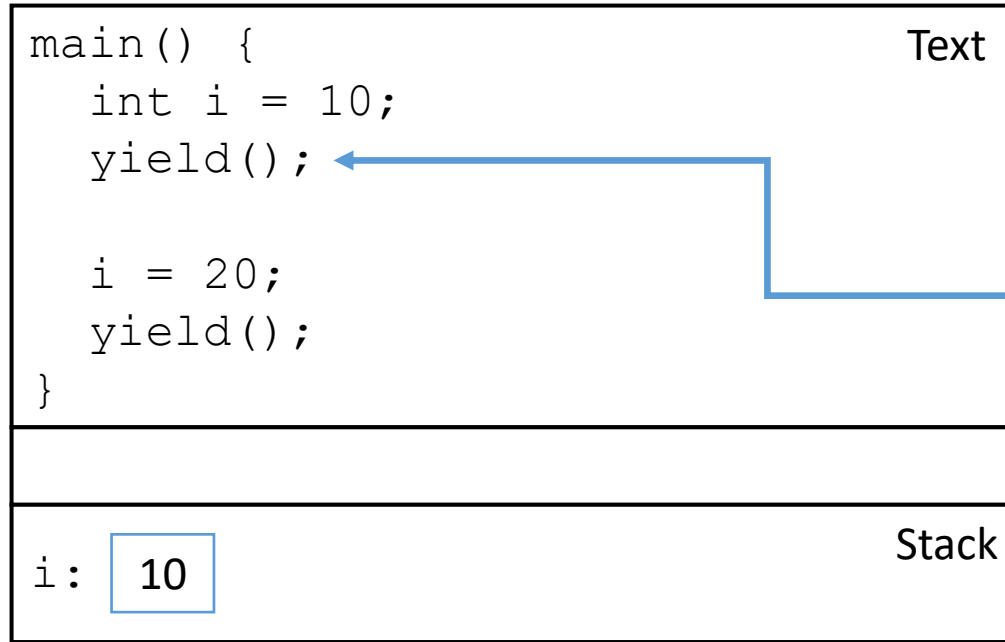 main() {
Text
int i = 10;
yield();
i = 20;
yield();
}
Stack
i: 10